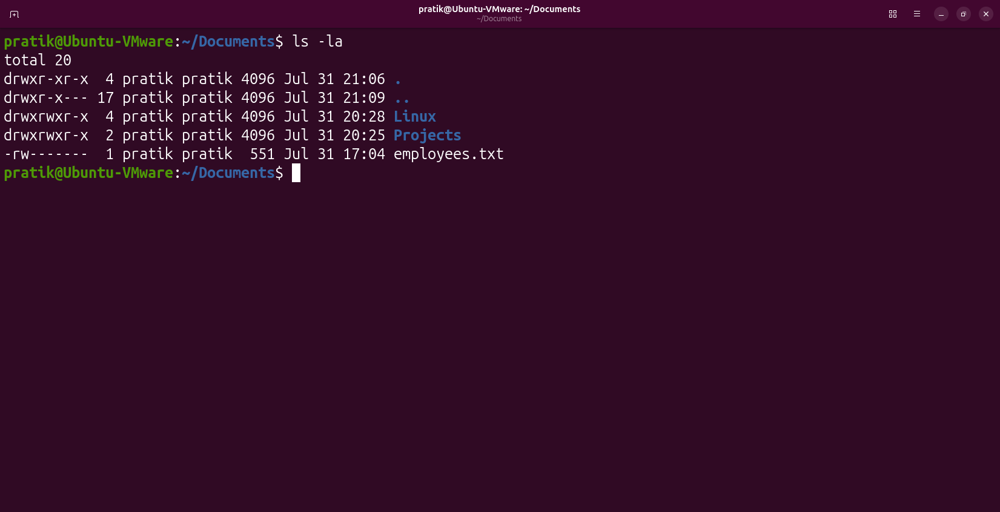 pratik@Ubuntu-VMware: ~/Documents
~/Documents
pratik@Ubuntu-VMware:~/Documents$ ls -la
total 20
drwxr-xr-x  4 pratik pratik 4096 Jul 31 21:06 .
drwxr-x--- 17 pratik pratik 4096 Jul 31 21:09 ..
drwxrwxr-x  4 pratik pratik 4096 Jul 31 20:28 Linux
drwxrwxr-x  2 pratik pratik 4096 Jul 31 20:25 Projects
-rw-------  1 pratik pratik  551 Jul 31 17:04 employees.txt
pratik@Ubuntu-VMware:~/Documents$